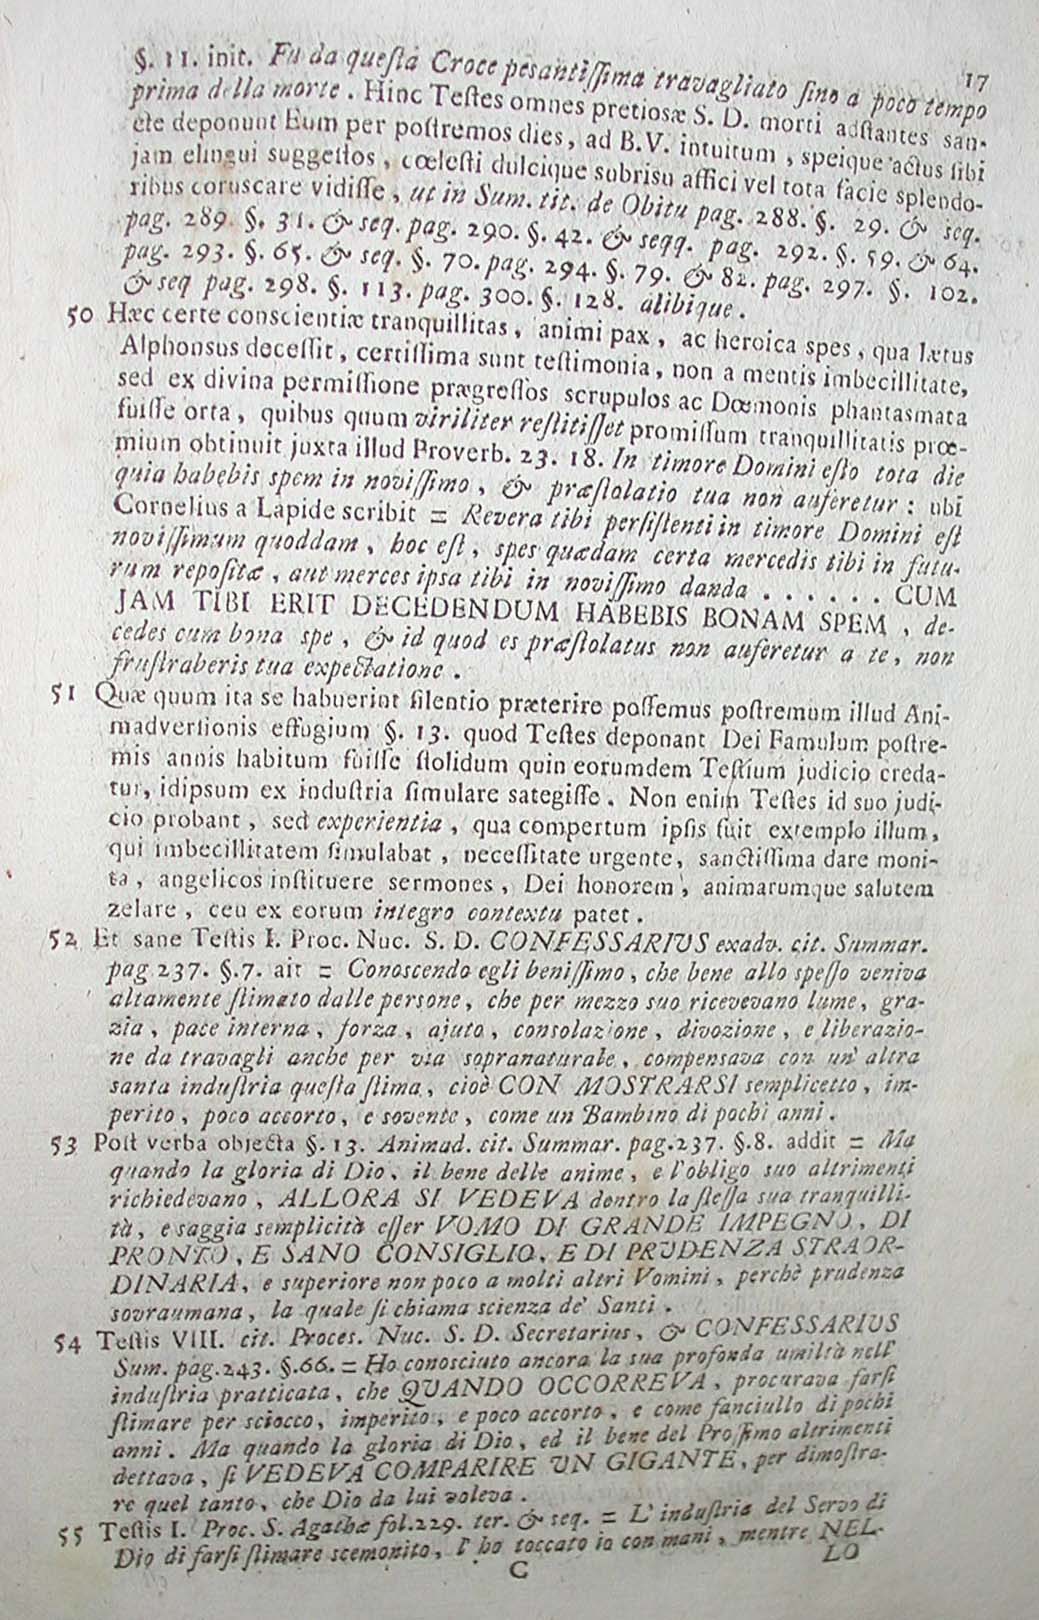 17
§. 11. init. Fu da queſta Croce peſantiſſima travagliato ſino a poco tempo
prima della morte. Hinc Teſtes omnes pretioſæ S. D. morti adſtantes san-
cte deponunt Eum per poſtremos dies, ad B.V. intuitum, ſpeique actus ſibi
jam elingui ſuggeſtos, cœleſti dulcique ſubriſu affici vel tota facie ſplendo-
ribus coruscare vidiſſe, ut in Sum. tit. de Obitu pag. 288. §. 29. & ſeq.
pag. 289. §. 31. & ſeq. pag. 290. §. 42. & ſeqq. pag. 292. §. 59. & 64.
pag. 293. §. 65. & ſeq. §. 70. pag. 294. §. 79. & 82. pag. 297. §. 102.
& ſeq pag. 298. §. 113. pag. 300. §. 128. alibique.
50 Hæc certe conscientiæ tranquillitas, animi pax, ac heroica spes, qua lætus
Alphonsus deceſſit, certiſſima sunt teſtimonia, non a mentis imbecillitate,
sed ex divina permiſſione prægreſſos scrupulos ac Dœmonis phantasmata
fuiſſe orta, quibus quum viriliter reſtitiſſet promiſſum tranquillitatis prœ-
mium obtinuit juxta illud Proverb. 23. 18. In timore Domini eſto tota die
quia habebis spem in noviſſimo, & præſtolatio tua non auferetur: ubi
Cornelius a Lapide scribit = Revera tibi perſiſtenti in timore Domini eſt
noviſſimum quoddam, hoc eſt, spes quædam certa mercedis tibi in futu-
rum repoſitæ, aut merces ipsa tibi in noviſſimo danda . . . . . . CUM
JAM TIBI ERIT DECEDENDUM HABEBIS BONAM SPEM, de-
cedes cum bona spe, & id quod es præſtolatus non auferetur a te, non
fruſtraberis tua expectatione.
51 Quæ quum ita se habuerint ſilentio præterire poſſemus poſtremum illud Ani-
madverſionis effugium §. 13. quod Teſtes deponant Dei Famulum poſtre-
mis annis habitum fuiſſe ſtolidum quin eorumdem Teſtium judicio creda-
tur, idipsum ex induſtria ſimulare sategiſſe. Non enim Teſtes id suo judi-
cio probant, sed experientia, qua compertum ipſis fuit extemplo illum,
qui imbecillitatem ſimulabat, neceſſitate urgente, sanctiſſima dare moni-
ta, angelicos inſtituere sermones, Dei honorem, animarumque salutem
zelare, ceu ex eorum integro contextu patet.
52 Et sane Teſtis I. Proc. Nuc. S. D. CONFESSARIUS exadv. cit. Summar.
pag 237. §.7. ait = Conoscendo egli beniſſimo, che bene allo speſſo veniva
altamente ſtimato dalle persone, che per mezzo suo ricevevano lume, gra-
zia, pace interna, forza, ajuto, consolazione, divozione, e liberazio-
ne da travagli anche per via sopranaturale, compensava con un' altra
santa induſtria queſta ſtima, cioè CON MOSTRARSI semplicetto, im-
perito, poco accorto, e sovente, come un Bambino di pochi anni.
53 Poſt verba objecta §. 13. Animad. cit. Summar. pag.237. §.8. addit = Ma
quando la gloria di Dio, il bene delle anime, e l'obligo suo altrimenti
richiedevano, ALLORA SI VEDEVA dentro la ſteſſa sua tranquilli-
tà, e saggia semplicità eſſer VOMO DI GRANDE IMPEGNO, DI
PRONTO, E SANO CONSIGLIO, E DI PRUDENZA STRAOR-
DINARIA, e superiore non poco a molti altri Vomini, perchè prudenza
sovraumana, la quale ſi chiama scienza de' Santi.
54 Teſtis VIII. cit. Proces. Nuc. S. D. Secretarius, & CONFESSARIUS
Sum. pag.243. §.66. = Ho conosciuto ancora la sua profonda umiltà nell'
induſtria pratticata, che QUANDO OCCORREVA, procurava farſi
ſtimare per sciocco, imperito, e poco accorto, e come fanciullo di pochi
anni. Ma quando la gloria di Dio, ed il bene del Proſſimo altrimenti
dettava, ſi VEDEVA COMPARIRE UN GIGANTE, per dimoſtra-
re quel tanto, che Dio da lui voleva.
55 Teſtis I. Proc. S. Agathæ fol.229. ter. & seq. = L' induſtria del Servo di
Dio di farſi ſtimare scemonito, l' ho toccato io con mani, mentre NEL-
C
LO